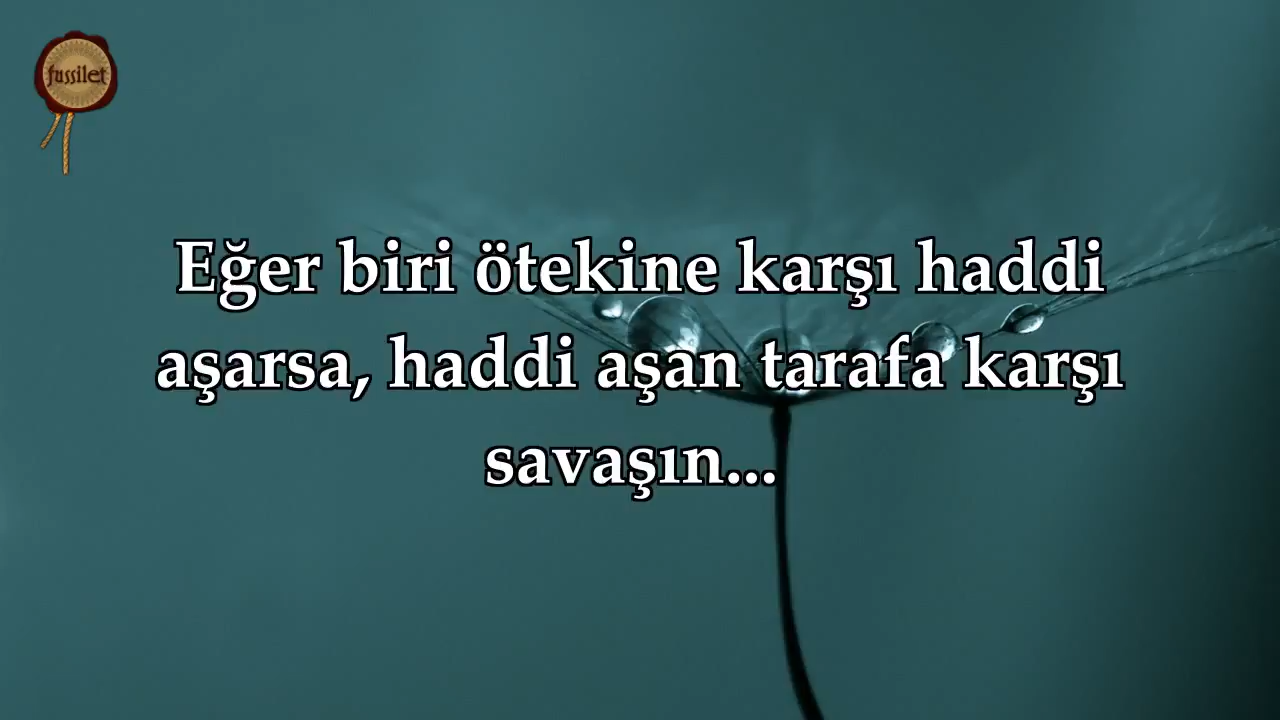 fussilet
Eğer biri ötekine karşı haddi
aşarsa, haddi aşan tarafa karşı
savaşın...